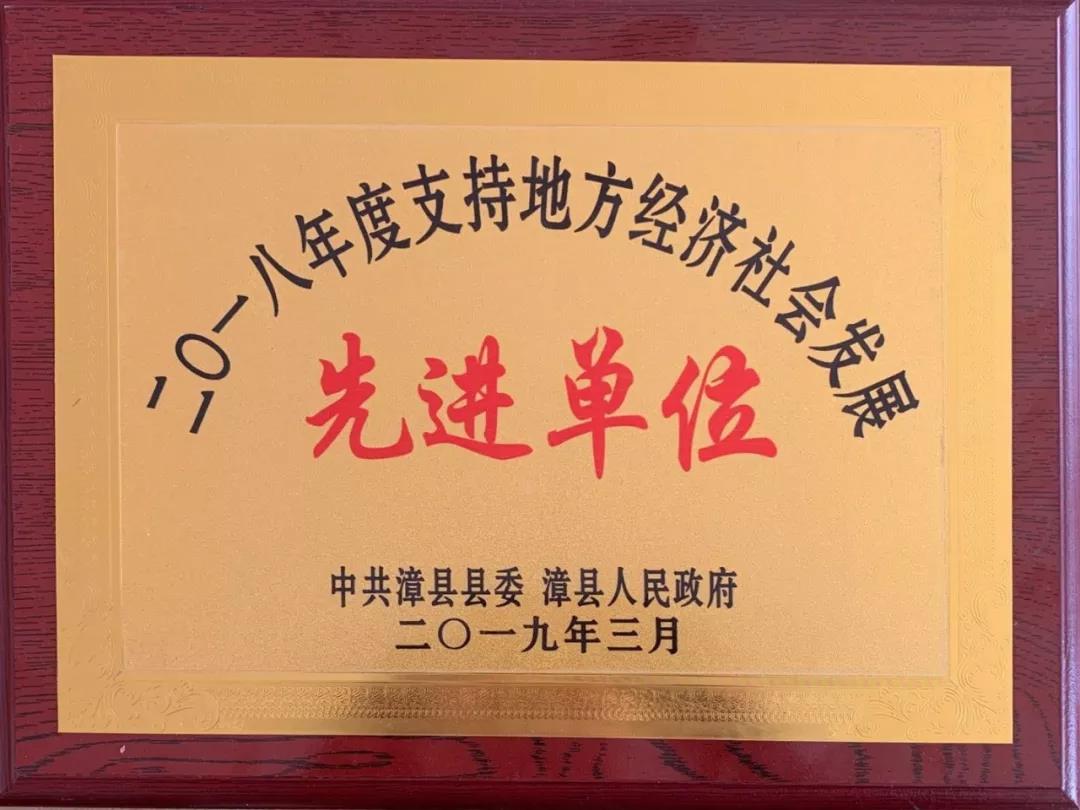 二〇一八年度支持地方经济社会发展
先进单位
中共漳县县委 漳县人民政府
二〇一九年三月